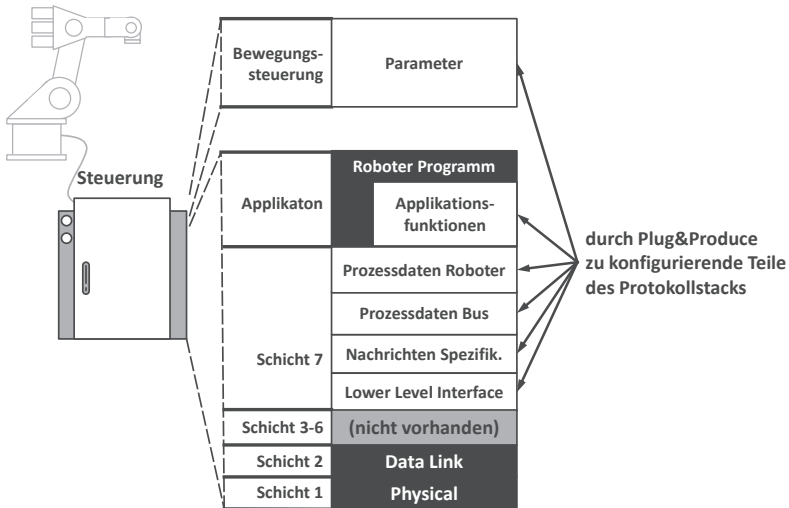 Bewegungs-
steuerung
Parameter
Steuerung
Roboter Programm
Applikaton
Applikations-
funktionen
durch Plug&Produce
zu konfigurierende Teile
des Protokollstacks
Prozessdaten Roboter
Prozessdaten Bus
Schicht 7
Nachrichten Spezifik.
Lower Level Interface
Schicht 3-6
(nicht vorhanden)
Schicht 2
Data Link
Schicht 1
Physical